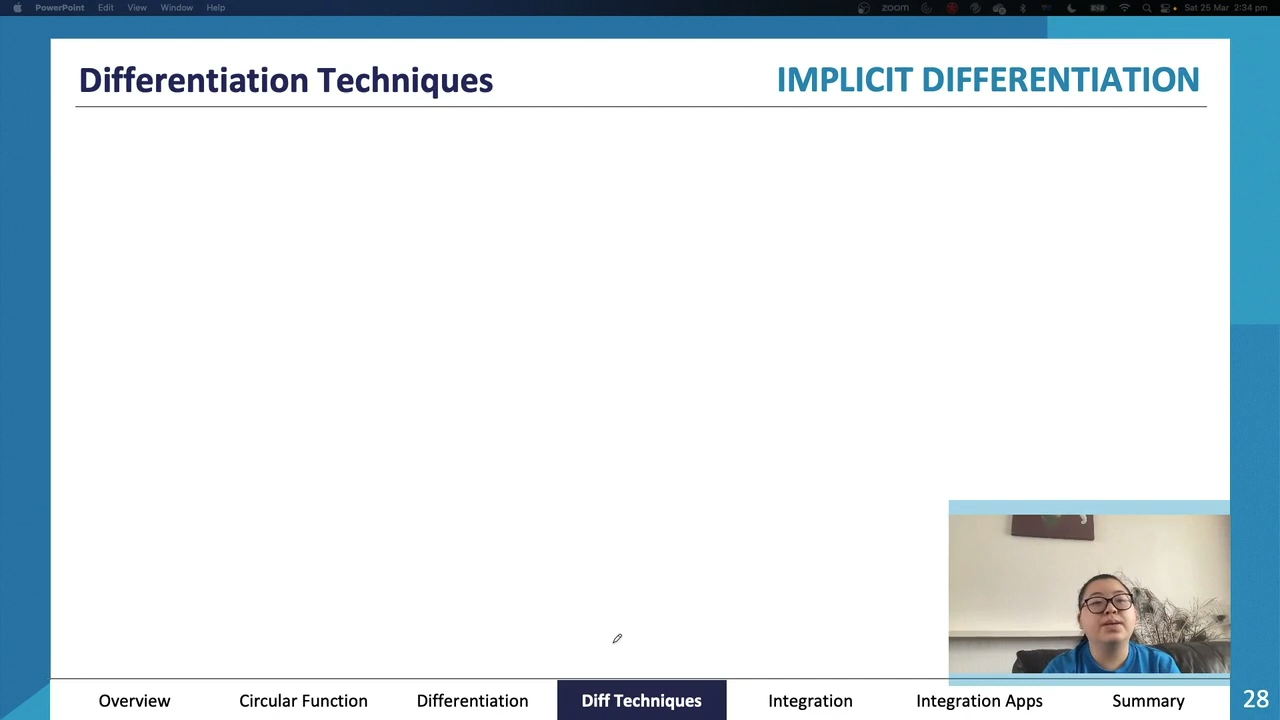 PowerPoint Edit View Window Help zoom Sat 25 Mar 2:34 pm
Differentiation Techniques
IMPLICIT DIFFERENTIATION
Overview
Circular Function
Differentiation
Diff Techniques
Integration
Integration Apps
Summary
28